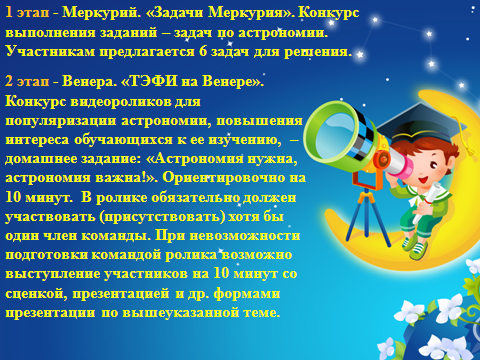 1 этап - Меркурий. «Задачи Меркурия». Конкурс
выполнения заданий – задач по астрономии.
Участникам предлагается 6 задач для решения.
2 этап - Венера. «ТЭФИ на Венере».
Конкурс видеороликов для
популяризации астрономии, повышения
интереса обучающихся к ее изучению, –
домашнее задание: «Астрономия нужна,
астрономия важна!». Ориентировочно на
10 минут. В ролике обязательно должен
участвовать (присутствовать) хотя бы
один член команды. При невозможности
подготовки командой ролика возможно
выступление участников на 10 минут со
сценкой, презентацией и др. формами
презентации по вышеуказанной теме.